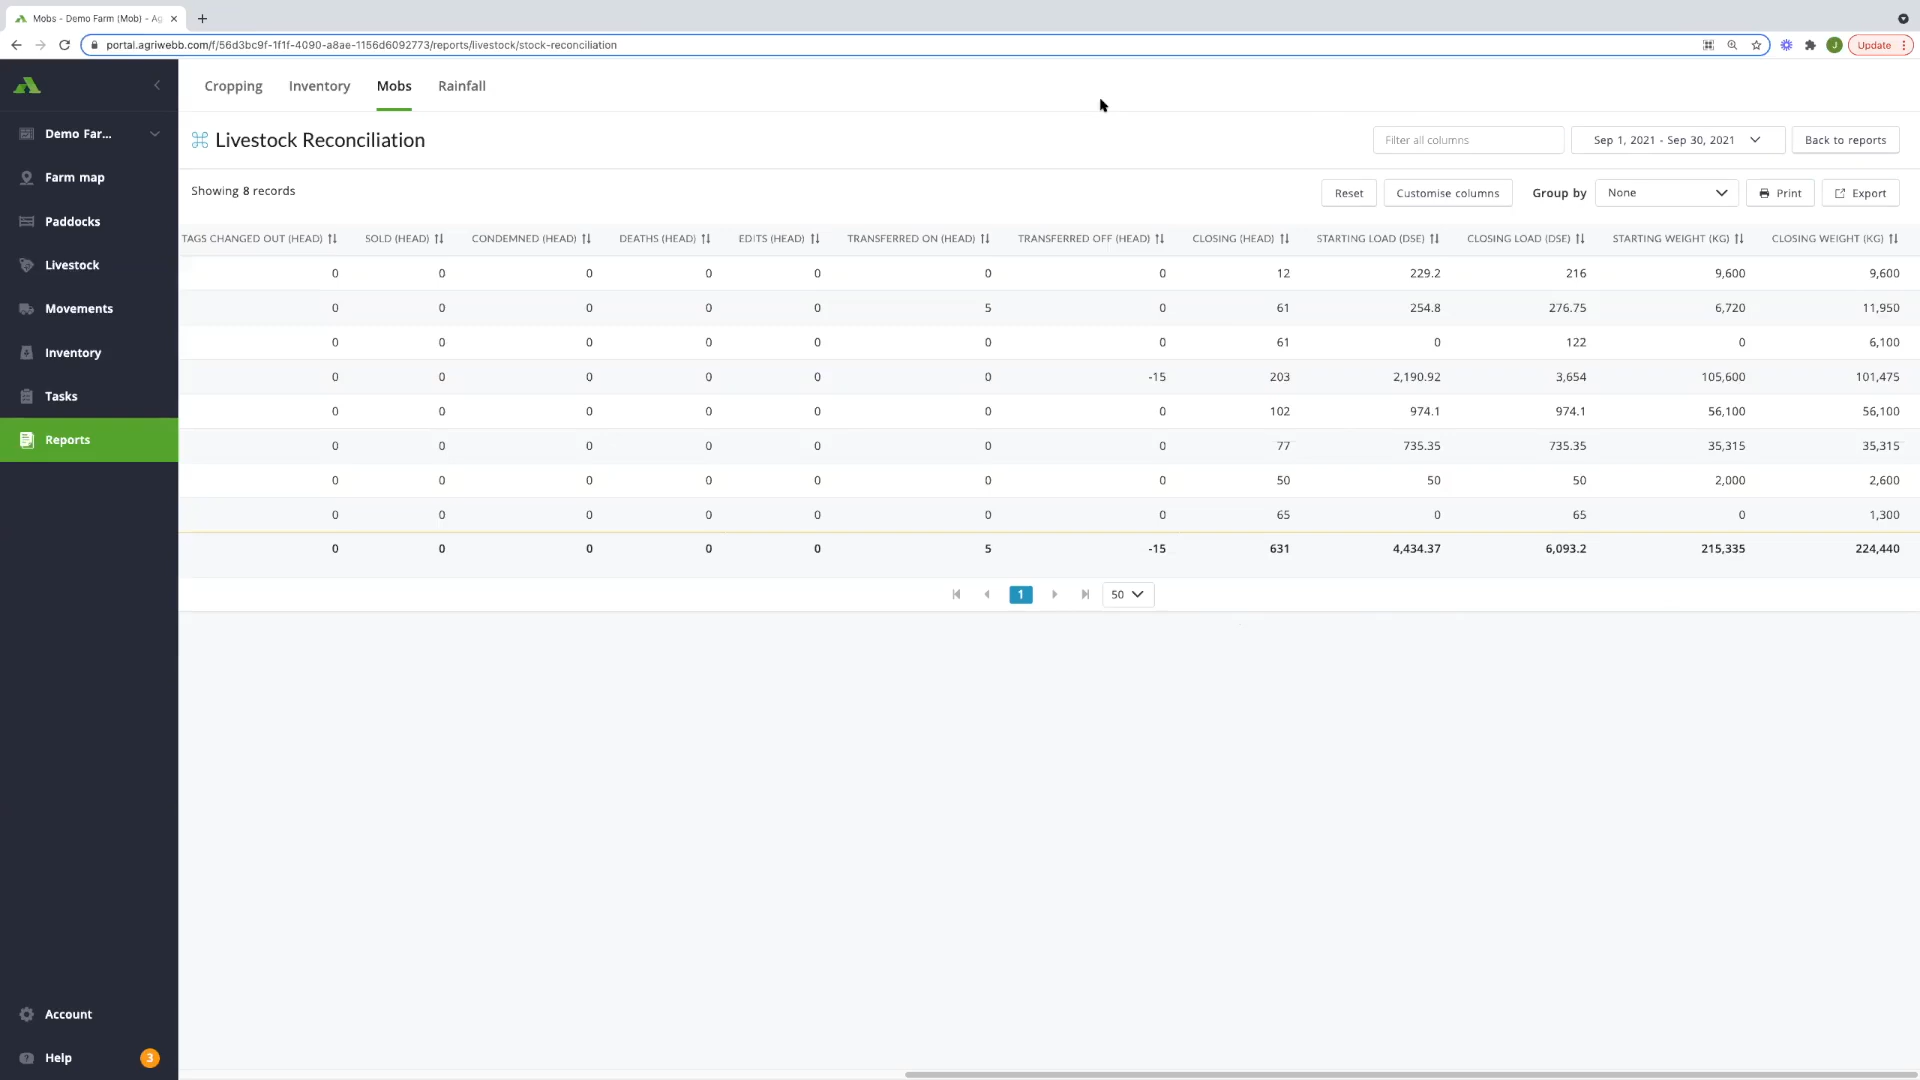 Mobs - Demo Farm (Mob) - Ag
portal.agriwebb.com/f/56d3bc9f-1f1f-4090-a8ae-1156d6092773/reports/livestock/stock-reconciliation
J
Update
Cropping Inventory Mobs Rainfall
Demo Far...
Farm map
Paddocks
Livestock
Movements
Inventory
Tasks
Reports
Account
Help 3
Livestock Reconciliation
Filter all columns
Sep 1, 2021 - Sep 30, 2021
Back to reports
Showing 8 records
Reset Customise columns Group by None Print Export
TAGS CHANGED OUT (HEAD) SOLD (HEAD) CONDEMNED (HEAD) DEATHS (HEAD) EDITS (HEAD) TRANSFERRED ON (HEAD) TRANSFERRED OFF (HEAD) CLOSING (HEAD) STARTING LOAD (DSE) CLOSING LOAD (DSE) STARTING WEIGHT (KG) CLOSING WEIGHT (KG)
0 0 0 0 0 0 0 12 229.2 216 9,600 9,600
0 0 0 0 0 5 0 61 254.8 276.75 6,720 11,950
0 0 0 0 0 0 0 61 0 122 0 6,100
0 0 0 0 0 0 -15 203 2,190.92 3,654 105,600 101,475
0 0 0 0 0 0 0 102 974.1 974.1 56,100 56,100
0 0 0 0 0 0 0 77 735.35 735.35 35,315 35,315
0 0 0 0 0 0 0 50 50 50 2,000 2,600
0 0 0 0 0 0 0 65 0 65 0 1,300
0 0 0 0 0 5 -15 631 4,434.37 6,093.2 215,335 224,440
1 50